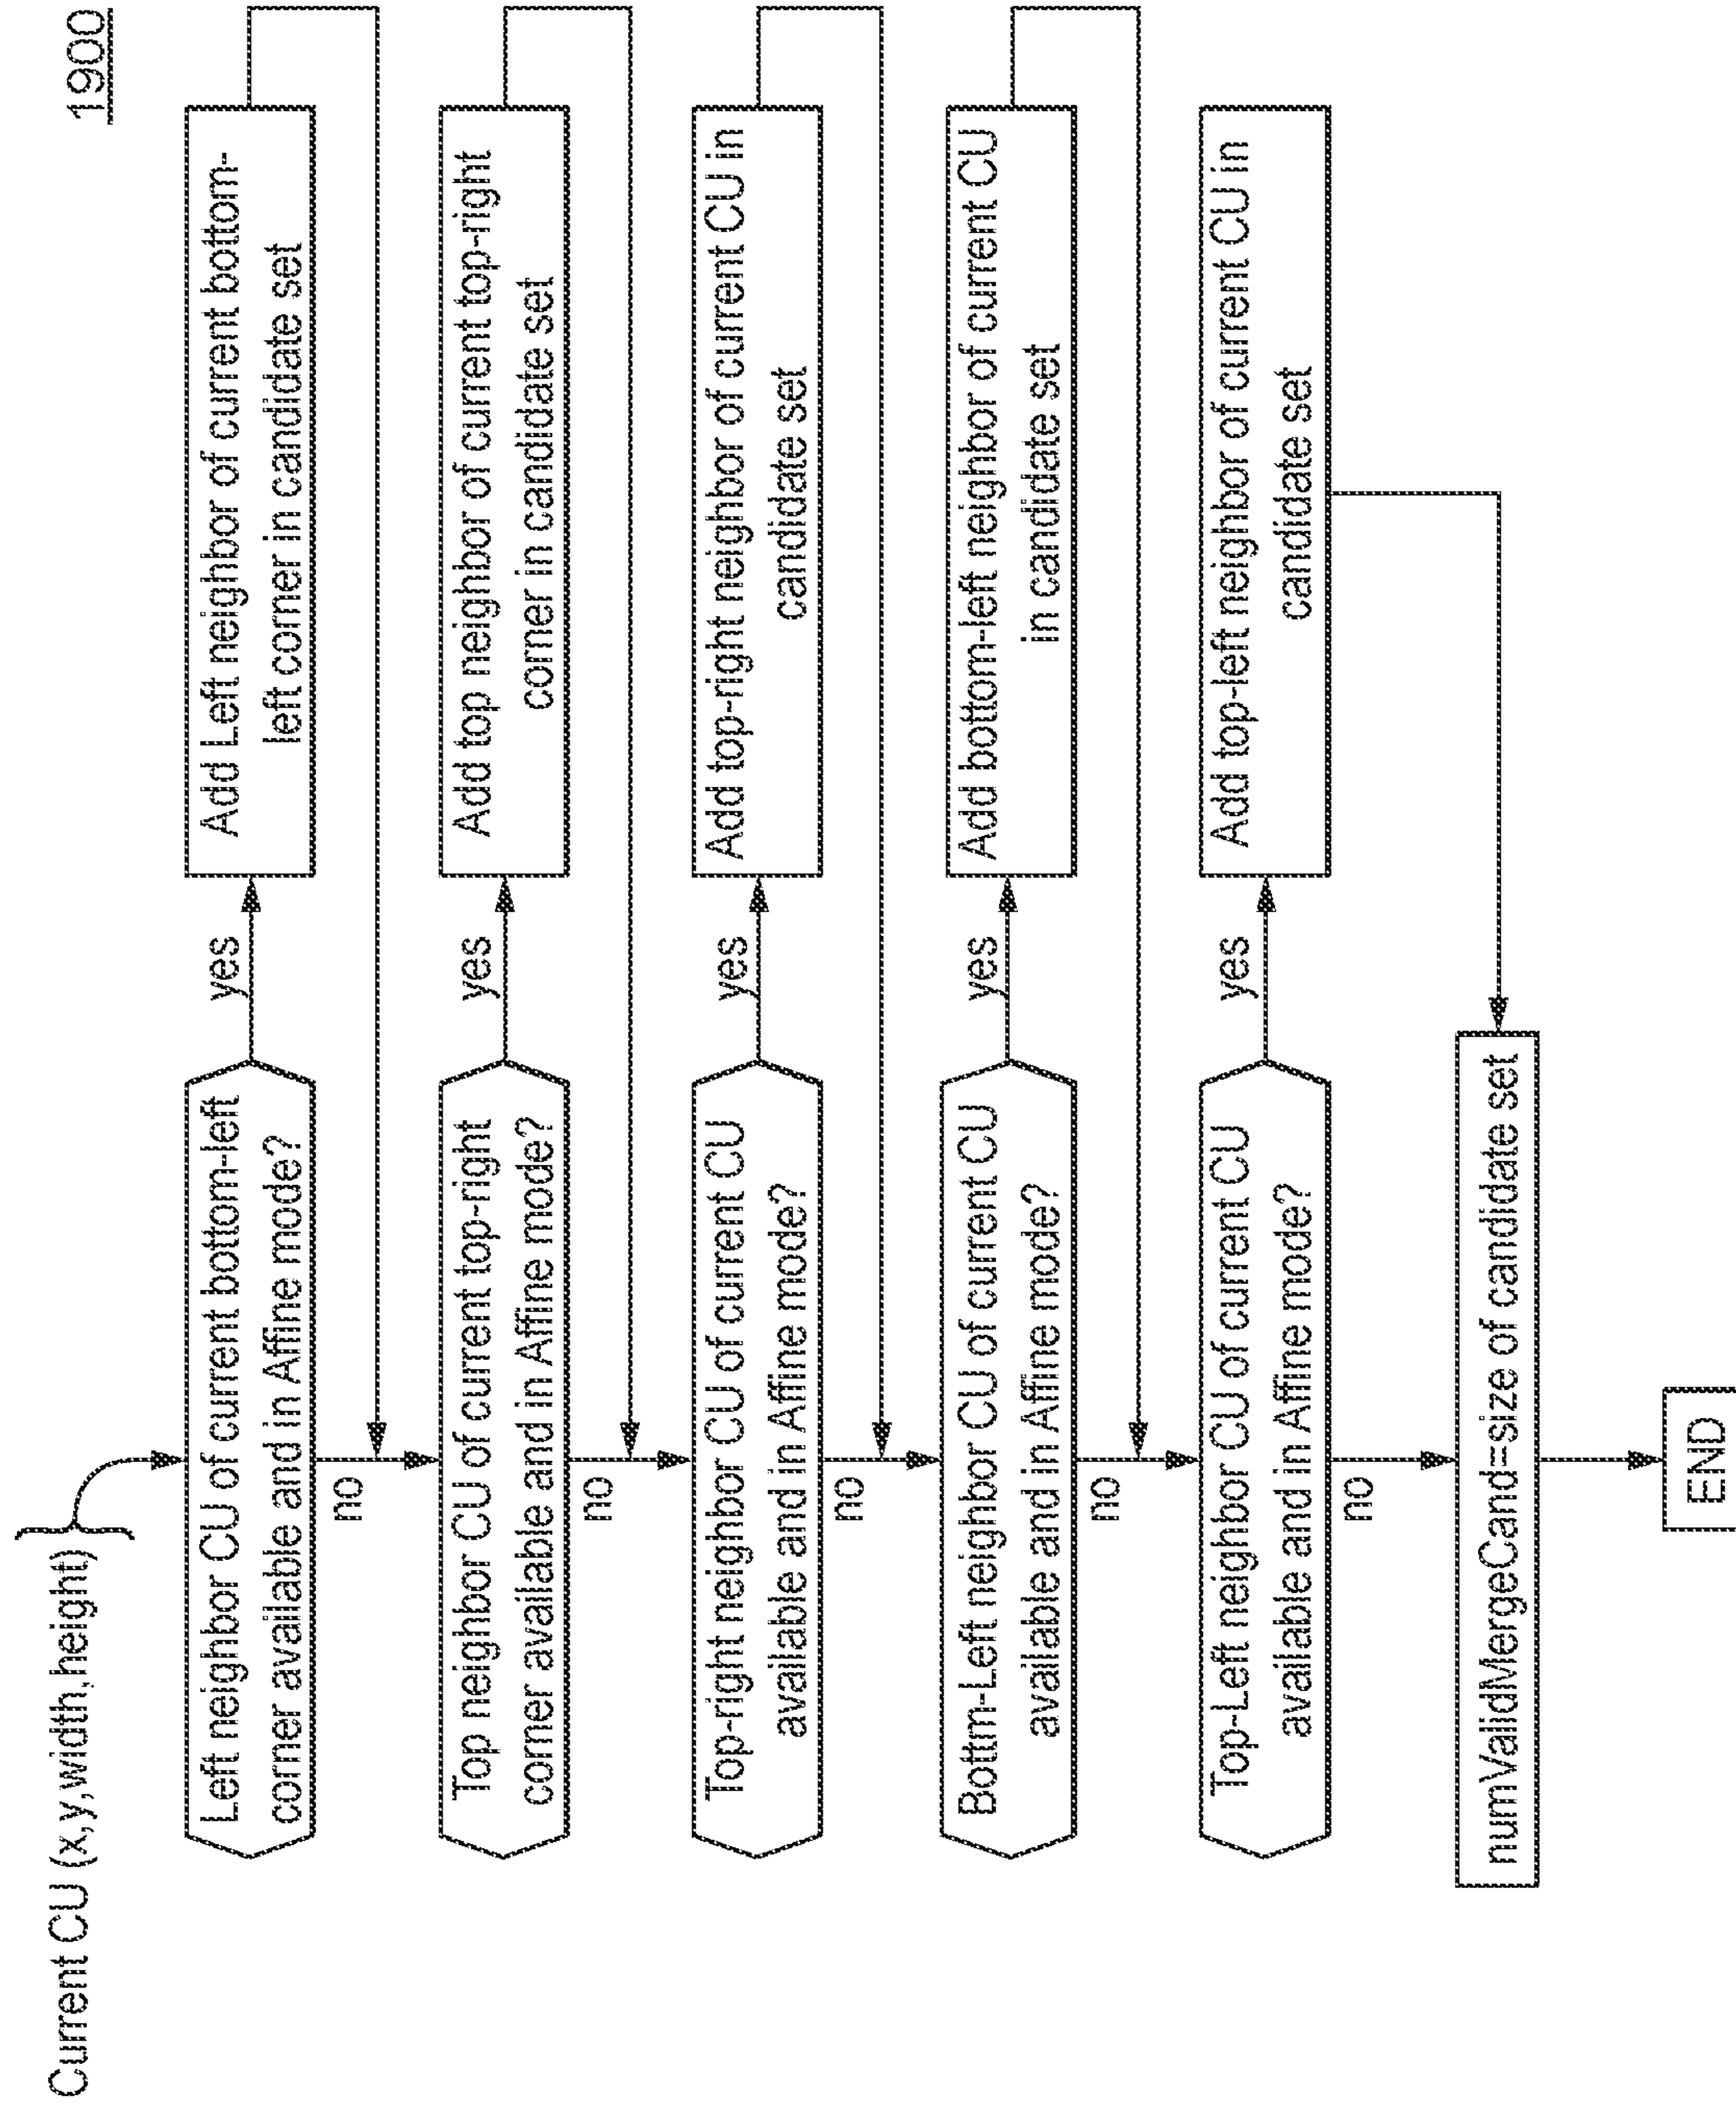 1900
Current CU (x,y,width,height)
Left neighbor CU of current bottom-left
corner available and in Affine mode?
yes
Add Left neighbor of current bottom-
left corner in candidate set
no
Top neighbor CU of current top-right
corner available and in Affine mode?
yes
Add top neighbor of current top-right
corner in candidate set
no
Top-right neighbor CU of current CU
available and in Affine mode?
yes
Add top-right neighbor of current CU in
candidate set
no
Bottm-Left neighbor CU of current CU
available and in Affine mode?
yes
Add bottom-left neighbor of current CU
in candidate set
no
Top-Left neighbor CU of current CU
available and in Affine mode?
yes
Add top-left neighbor of current CU in
candidate set
no
numValidMergeCand=size of candidate set
END